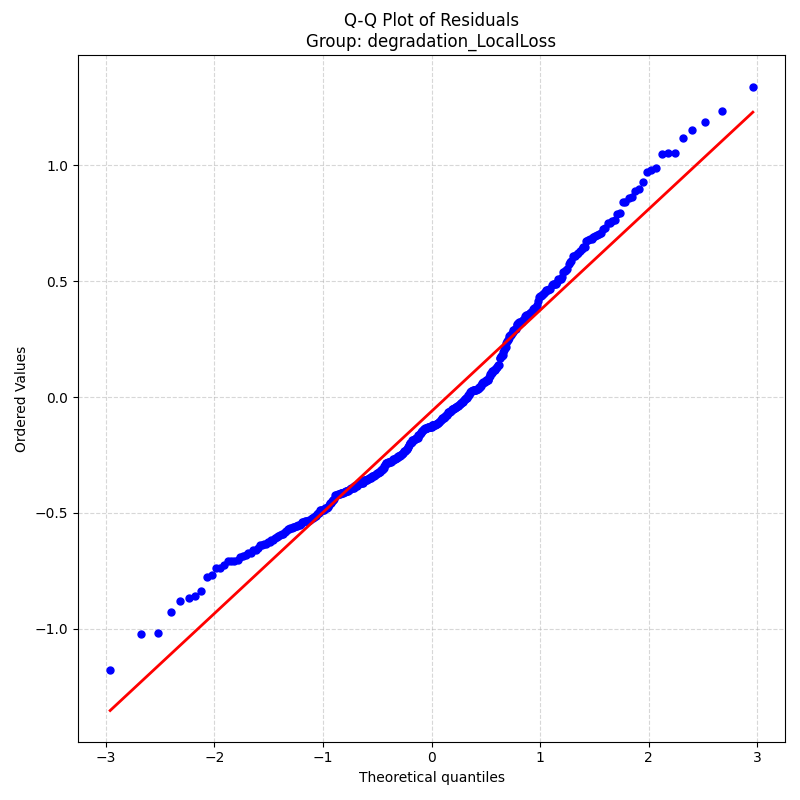 Q-Q Plot of Residuals
Group: degradation_LocalLoss
Ordered Values
1.0
0.5
0.0
−0.5
−1.0
−3 −2 −1 0 1 2 3
Theoretical quantiles